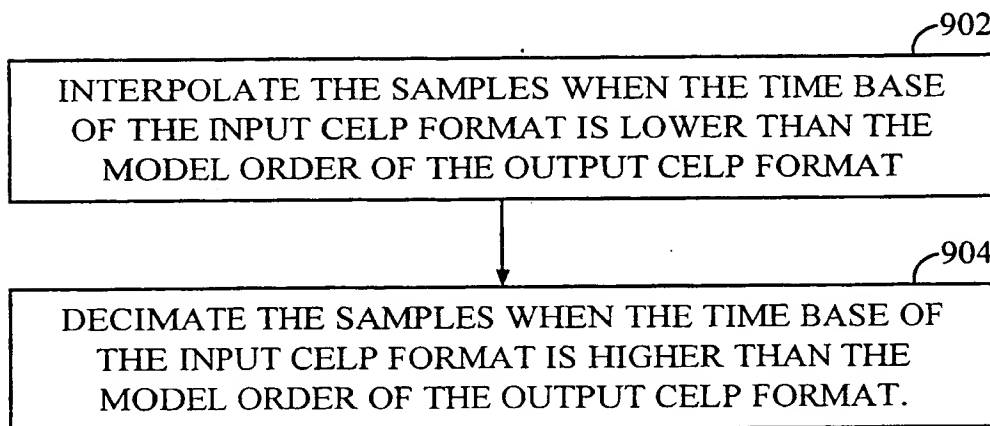 902
INTERPOLATE THE SAMPLES WHEN THE TIME BASE
OF THE INPUT CELP FORMAT IS LOWER THAN THE
MODEL ORDER OF THE OUTPUT CELP FORMAT
904
DECIMATE THE SAMPLES WHEN THE TIME BASE OF
THE INPUT CELP FORMAT IS HIGHER THAN THE
MODEL ORDER OF THE OUTPUT CELP FORMAT.